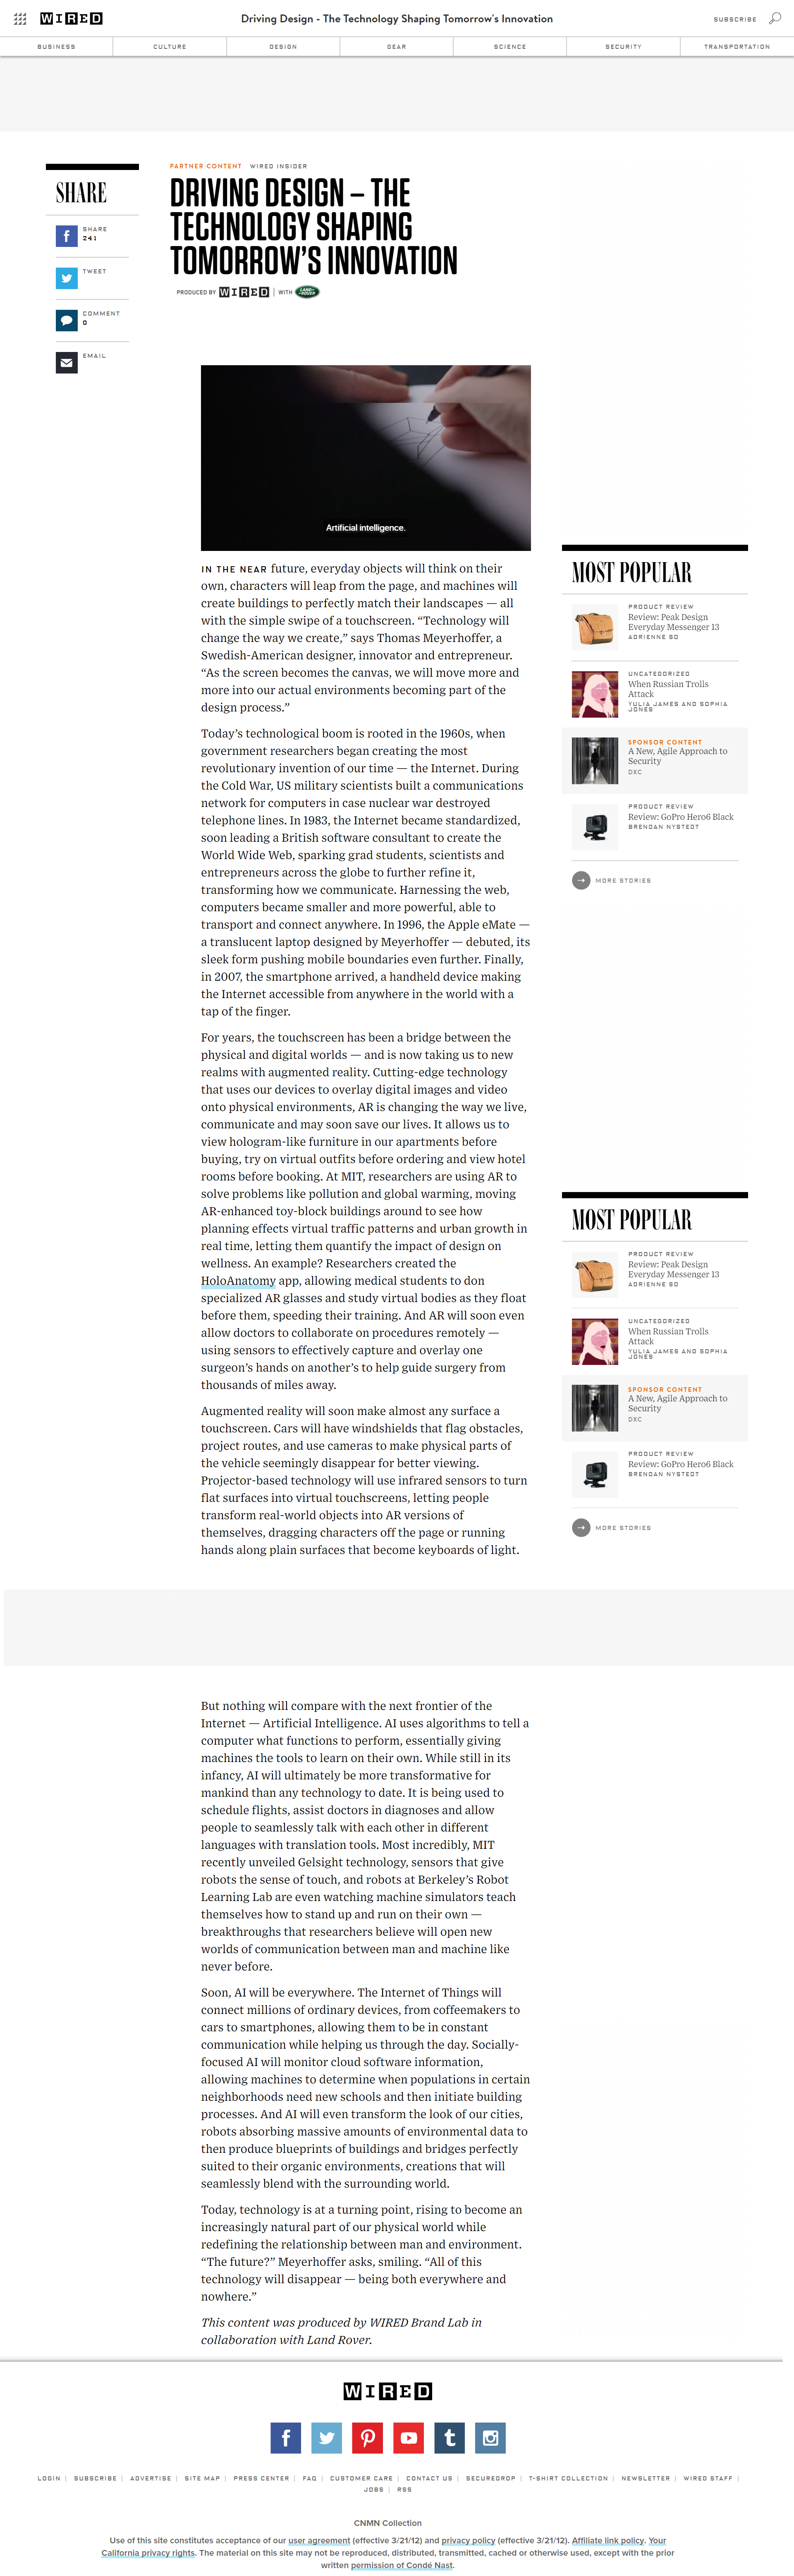 WIRED
Driving Design - The Technology Shaping Tomorrow's Innovation
SUBSCRIBE
BUSINESS
CULTURE
DESIGN
GEAR
SCIENCE
SECURITY
TRANSPORTATION
SHARE
SHARE
241
TWEET
COMMENT
0
EMAIL
PARTNER CONTENT WIRED INSIDER
DRIVING DESIGN – THE
TECHNOLOGY SHAPING
TOMORROW'S INNOVATION
PRODUCED BY WIRED | WITH LAND ROVER
Artificial intelligence.
IN THE NEAR future, everyday objects will think on their
own, characters will leap from the page, and machines will
create buildings to perfectly match their landscapes — all
with the simple swipe of a touchscreen. “Technology will
change the way we create,” says Thomas Meyerhoffer, a
Swedish-American designer, innovator and entrepreneur.
“As the screen becomes the canvas, we will move more and
more into our actual environments becoming part of the
design process.”
Today’s technological boom is rooted in the 1960s, when
government researchers began creating the most
revolutionary invention of our time — the Internet. During
the Cold War, US military scientists built a communications
network for computers in case nuclear war destroyed
telephone lines. In 1983, the Internet became standardized,
soon leading a British software consultant to create the
World Wide Web, sparking grad students, scientists and
entrepreneurs across the globe to further refine it,
transforming how we communicate. Harnessing the web,
computers became smaller and more powerful, able to
transport and connect anywhere. In 1996, the Apple eMate —
a translucent laptop designed by Meyerhoffer — debuted, its
sleek form pushing mobile boundaries even further. Finally,
in 2007, the smartphone arrived, a handheld device making
the Internet accessible from anywhere in the world with a
tap of the finger.
For years, the touchscreen has been a bridge between the
physical and digital worlds — and is now taking us to new
realms with augmented reality. Cutting-edge technology
that uses our devices to overlay digital images and video
onto physical environments, AR is changing the way we live,
communicate and may soon save our lives. It allows us to
view hologram-like furniture in our apartments before
buying, try on virtual outfits before ordering and view hotel
rooms before booking. At MIT, researchers are using AR to
solve problems like pollution and global warming, moving
AR-enhanced toy-block buildings around to see how
planning effects virtual traffic patterns and urban growth in
real time, letting them quantify the impact of design on
wellness. An example? Researchers created the
HoloAnatomy app, allowing medical students to don
specialized AR glasses and study virtual bodies as they float
before them, speeding their training. And AR will soon even
allow doctors to collaborate on procedures remotely —
using sensors to effectively capture and overlay one
surgeon’s hands on another’s to help guide surgery from
thousands of miles away.
Augmented reality will soon make almost any surface a
touchscreen. Cars will have windshields that flag obstacles,
project routes, and use cameras to make physical parts of
the vehicle seemingly disappear for better viewing.
Projector-based technology will use infrared sensors to turn
flat surfaces into virtual touchscreens, letting people
transform real-world objects into AR versions of
themselves, dragging characters off the page or running
hands along plain surfaces that become keyboards of light.
MOST POPULAR
PRODUCT REVIEW
Review: Peak Design
Everyday Messenger 13
ADRIENNE SO
UNCATEGORIZED
When Russian Trolls
Attack
YULIA JAMES AND SOPHIA
JONES
SPONSOR CONTENT
A New, Agile Approach to
Security
DXC
PRODUCT REVIEW
Review: GoPro Hero6 Black
BRENDAN NYSTEDT
MORE STORIES
MOST POPULAR
PRODUCT REVIEW
Review: Peak Design
Everyday Messenger 13
ADRIENNE SO
UNCATEGORIZED
When Russian Trolls
Attack
YULIA JAMES AND SOPHIA
JONES
SPONSOR CONTENT
A New, Agile Approach to
Security
DXC
PRODUCT REVIEW
Review: GoPro Hero6 Black
BRENDAN NYSTEDT
MORE STORIES
But nothing will compare with the next frontier of the
Internet — Artificial Intelligence. AI uses algorithms to tell a
computer what functions to perform, essentially giving
machines the tools to learn on their own. While still in its
infancy, AI will ultimately be more transformative for
mankind than any technology to date. It is being used to
schedule flights, assist doctors in diagnoses and allow
people to seamlessly talk with each other in different
languages with translation tools. Most incredibly, MIT
recently unveiled Gelsight technology, sensors that give
robots the sense of touch, and robots at Berkeley’s Robot
Learning Lab are even watching machine simulators teach
themselves how to stand up and run on their own —
breakthroughs that researchers believe will open new
worlds of communication between man and machine like
never before.
Soon, AI will be everywhere. The Internet of Things will
connect millions of ordinary devices, from coffeemakers to
cars to smartphones, allowing them to be in constant
communication while helping us through the day. Socially-
focused AI will monitor cloud software information,
allowing machines to determine when populations in certain
neighborhoods need new schools and then initiate building
processes. And AI will even transform the look of our cities,
robots absorbing massive amounts of environmental data to
then produce blueprints of buildings and bridges perfectly
suited to their organic environments, creations that will
seamlessly blend with the surrounding world.
Today, technology is at a turning point, rising to become an
increasingly natural part of our physical world while
redefining the relationship between man and environment.
“The future?” Meyerhoffer asks, smiling. “All of this
technology will disappear — being both everywhere and
nowhere.”
This content was produced by WIRED Brand Lab in
collaboration with Land Rover.
WIRED
LOGIN | SUBSCRIBE | ADVERTISE | SITE MAP | PRESS CENTER | FAQ | CUSTOMER CARE | CONTACT US | SECUREDROP | T-SHIRT COLLECTION | NEWSLETTER | WIRED STAFF |
JOBS | RSS
CNMN Collection
Use of this site constitutes acceptance of our user agreement (effective 3/21/12) and privacy policy (effective 3/21/12). Affiliate link policy. Your
California privacy rights. The material on this site may not be reproduced, distributed, transmitted, cached or otherwise used, except with the prior
written permission of Condé Nast.